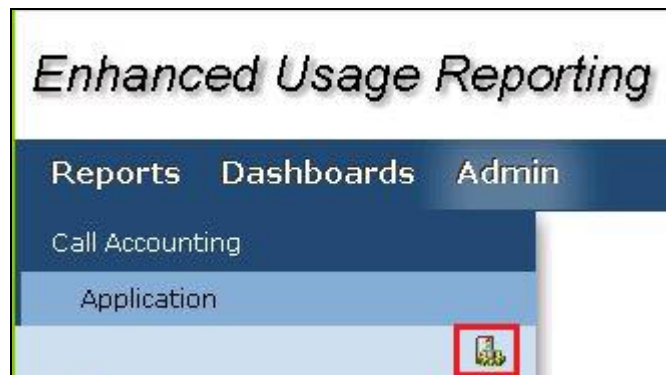 Enhanced Usage Reporting
Reports Dashboards Admin
Call Accounting
Application